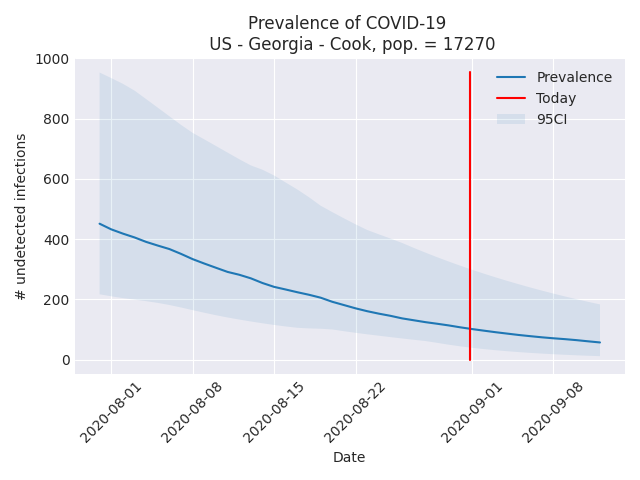 Prevalence of COVID-19
US - Georgia - Cook, pop. = 17270
# undetected infections
1000
800
600
400
200
0
Prevalence
Today
95CI
2020-08-01
2020-08-08
2020-08-15
2020-08-22
2020-09-01
2020-09-08
Date